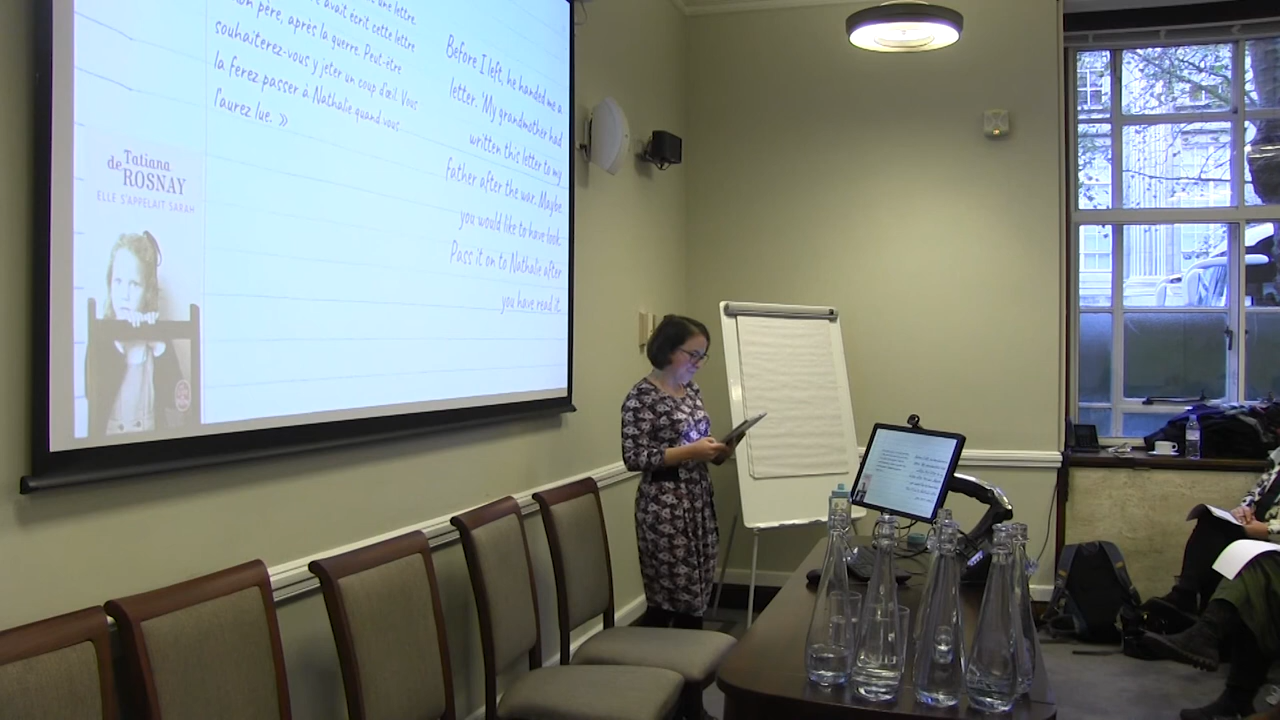 une lettre.
avait écrit cette lettre
mon père, après la guerre. Peut-être
souhaiterez-vous y jeter un coup d'œil. Vous
la ferez passer à Nathalie quand vous
l'aurez lue. »
Before I left, he handed me a
letter. 'My grandmother had
written this letter to my
father after the war. Maybe
you would like to have look.
Pass it on to Nathalie after
you have read it.
Tatiana
de ROSNAY
ELLE S'APPELAIT SARAH